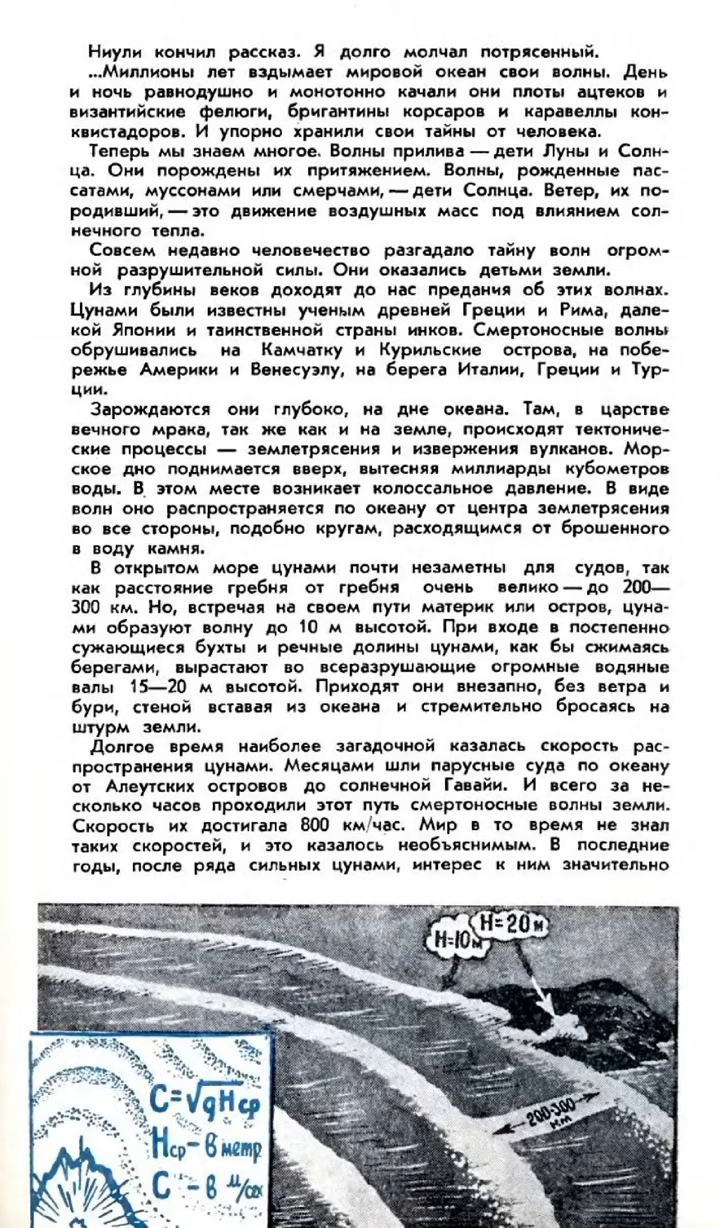 Ниули кончил рассказ. Я долго молчал потрясенный.
...Миллионы лет вздымает мировой океан свои волны. День
и ночь равнодушно и монотонно качали они плоты ацтеков и
византийские фелюги, бригантины корсаров и каравеллы кон-
квистадоров. И упорно хранили свои тайны от человека.
Теперь мы знаем многое. Волны прилива — дети Луны и Солн-
ца. Они порождены их притяжением. Волны, рожденные пас-
сатами, муссонами или смерчами, — дети Солнца. Ветер, их по-
родивший, — это движение воздушных масс под влиянием сол-
нечного тепла.
Совсем недавно человечество разгадало тайну волн огром-
ной разрушительной силы. Они оказались детьми земли.
Из глубины веков доходят до нас предания об этих волнах.
Цунами были известны ученым древней Греции и Рима, дале-
кой Японии и таинственной страны инков. Смертоносные волны
обрушивались на Камчатку и Курильские острова, на побе-
режье Америки и Венесуэлу, на берега Италии, Греции и Тур-
ции.
Зарождаются они глубоко, на дне океана. Там, в царстве
вечного мрака, так же как и на земле, происходят тектониче-
ские процессы — землетрясения и извержения вулканов. Мор-
ское дно поднимается вверх, вытесняя миллиарды кубометров
воды. В этом месте возникает колоссальное давление. В виде
волн оно распространяется по океану от центра землетрясения
во все стороны, подобно кругам, расходящимся от брошенного
в воду камня.
В открытом море цунами почти незаметны для судов, так
как расстояние гребня от гребня очень велико — до 200—
300 км. Но, встречая на своем пути материк или остров, цуна-
ми образуют волну до 10 м высотой. При входе в постепенно
сужающиеся бухты и речные долины цунами, как бы сжимаясь
берегами, вырастают во всеразрушающие огромные водяные
валы 15—20 м высотой. Приходят они внезапно, без ветра и
бури, стеной вставая из океана и стремительно бросаясь на
штурм земли.
Долгое время наиболее загадочной казалась скорость рас-
пространения цунами. Месяцами шли парусные суда по океану
от Алеутских островов до солнечной Гавайи. И всего за не-
сколько часов проходили этот путь смертоносные волны земли.
Скорость их достигала 800 км/час. Мир в то время не знал
таких скоростей, и это казалось необъяснимым. В последние
годы, после ряда сильных цунами, интерес к ним значительно
H=20м
H=10м
200-300
км
C=√gHср
Hср – в метр
C – в м/сек